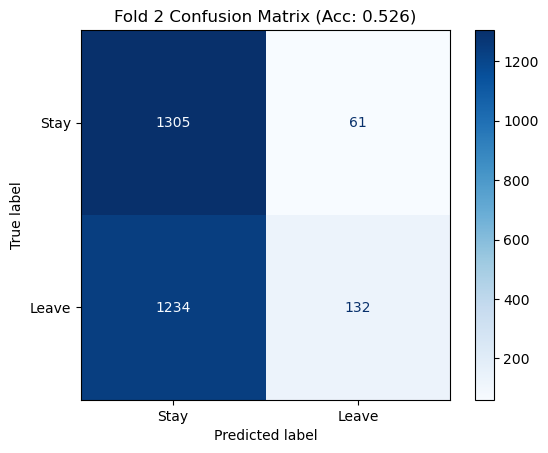 Fold 2 Confusion Matrix (Acc: 0.526)
True label
Stay
1305
61
Leave
1234
132
Stay
Leave
Predicted label
1200
1000
800
600
400
200